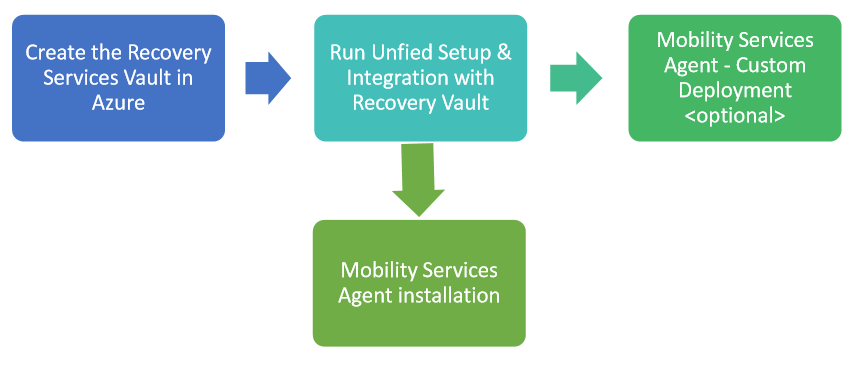 Create the Recovery
Services Vault in
Azure
Run Unfied Setup &
Integration with
Recovery Vault
Mobility Services
Agent - Custom
Deployment
<optional>
Mobility Services
Agent installation